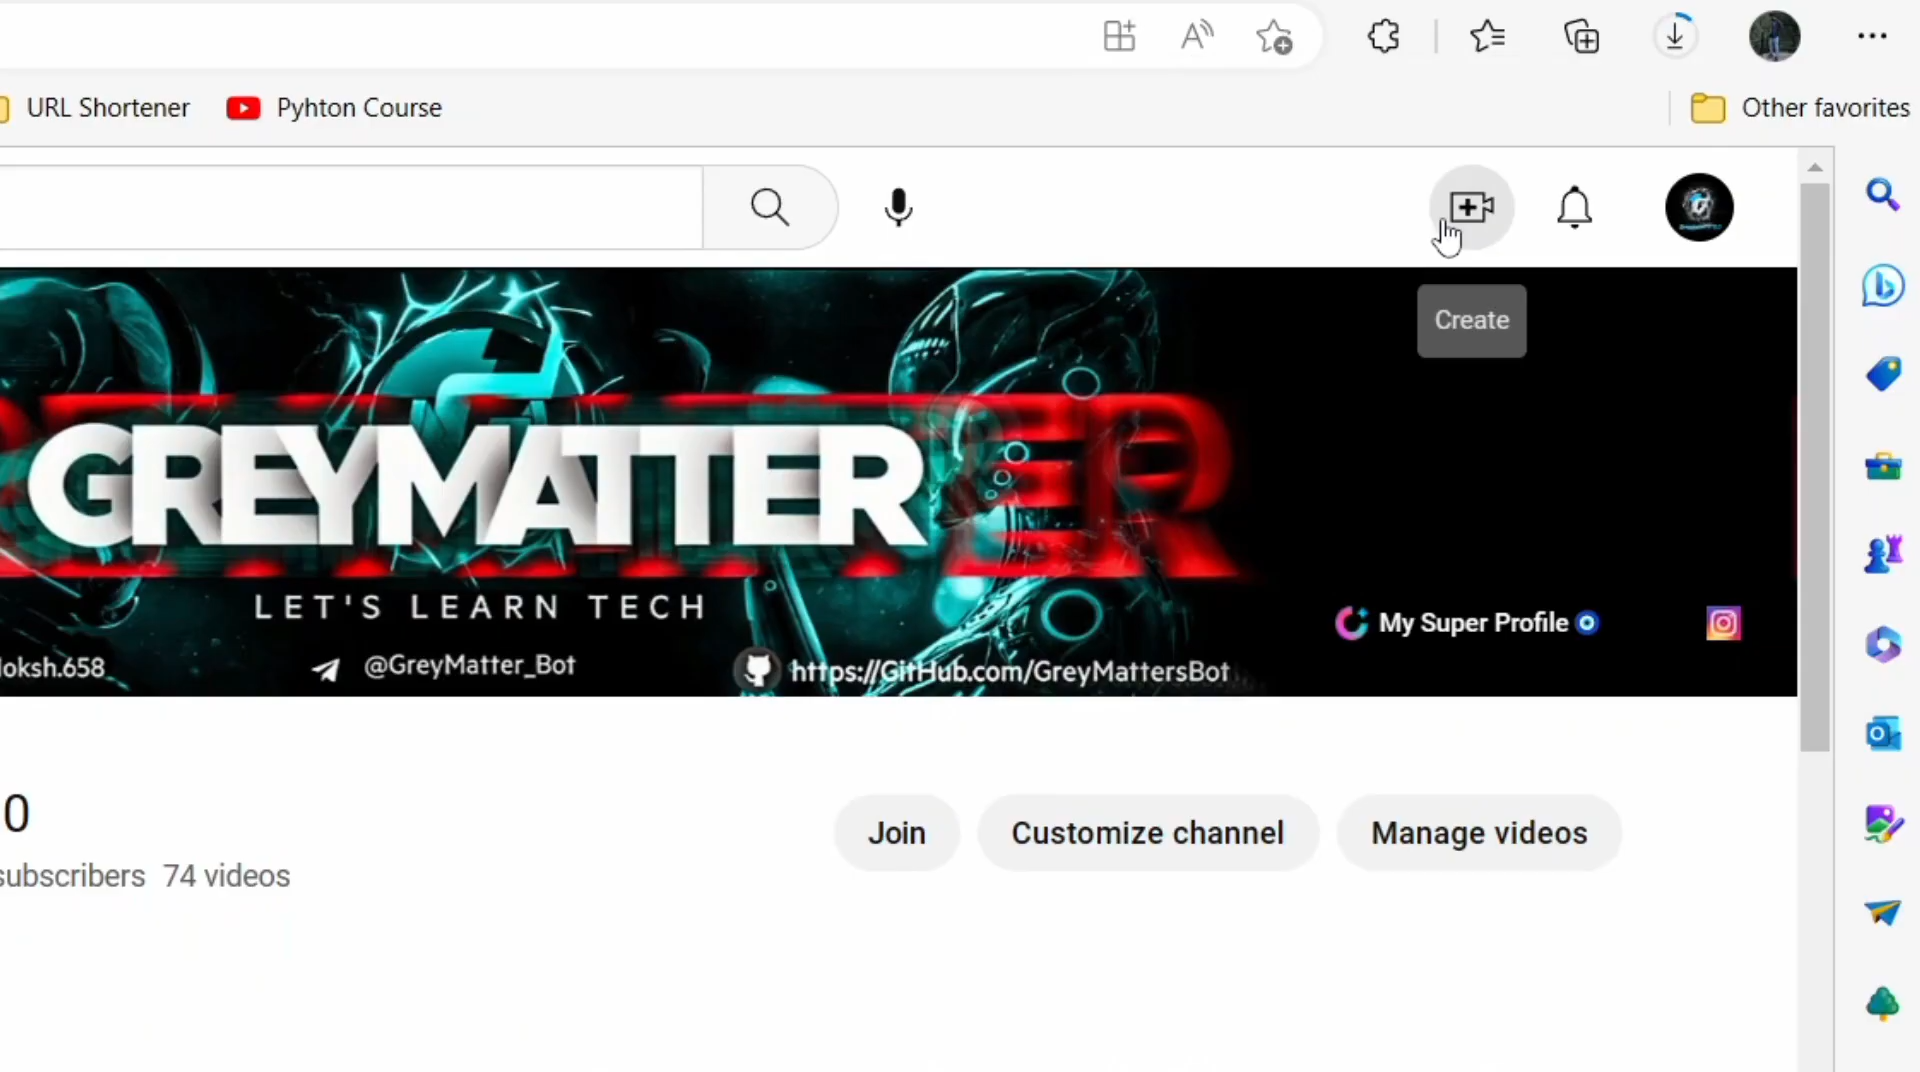 URL Shortener
Pyhton Course
Other favorites
Create
GREYMATTER
ER
LET'S LEARN TECH
My Super Profile
loksh.658
@GreyMatter_Bot
https://GitHub.com/GreyMattersBot
0
subscribers 74 videos
Join
Customize channel
Manage videos